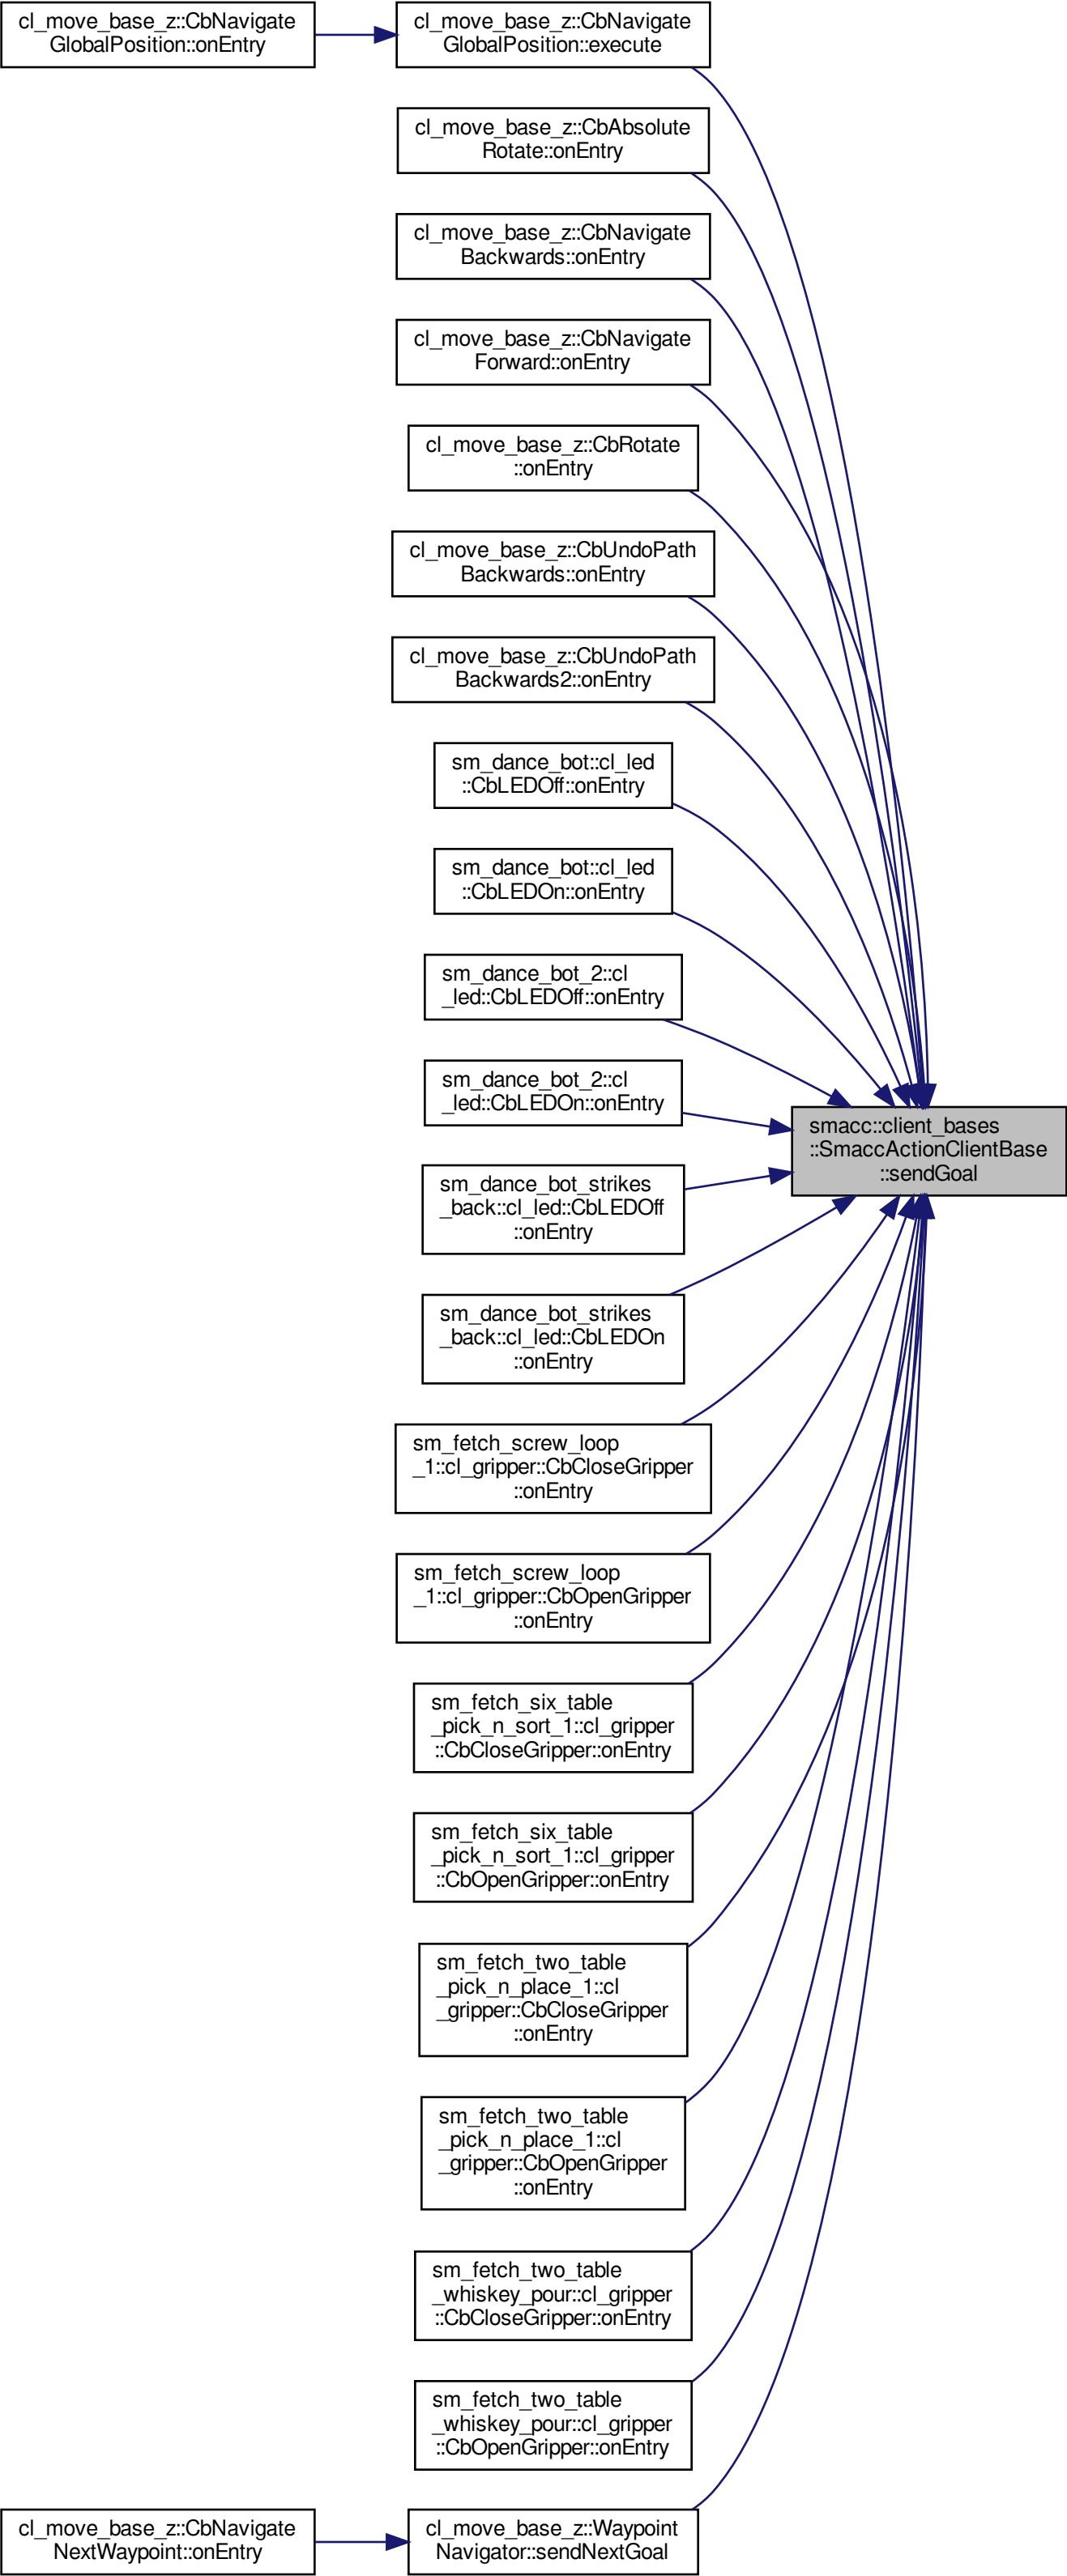 cl_move_base_z::CbNavigate
GlobalPosition::onEntry
cl_move_base_z::CbNavigate
GlobalPosition::execute
cl_move_base_z::CbAbsolute
Rotate::onEntry
cl_move_base_z::CbNavigate
Backwards::onEntry
cl_move_base_z::CbNavigate
Forward::onEntry
cl_move_base_z::CbRotate
::onEntry
cl_move_base_z::CbUndoPath
Backwards::onEntry
cl_move_base_z::CbUndoPath
Backwards2::onEntry
sm_dance_bot::cl_led
::CbLEDOff::onEntry
sm_dance_bot::cl_led
::CbLEDOn::onEntry
sm_dance_bot_2::cl
_led::CbLEDOff::onEntry
sm_dance_bot_2::cl
_led::CbLEDOn::onEntry
smacc::client_bases
::SmaccActionClientBase
::sendGoal
sm_dance_bot_strikes
_back::cl_led::CbLEDOff
::onEntry
sm_dance_bot_strikes
_back::cl_led::CbLEDOn
::onEntry
sm_fetch_screw_loop
_1::cl_gripper::CbCloseGripper
::onEntry
sm_fetch_screw_loop
_1::cl_gripper::CbOpenGripper
::onEntry
sm_fetch_six_table
_pick_n_sort_1::cl_gripper
::CbCloseGripper::onEntry
sm_fetch_six_table
_pick_n_sort_1::cl_gripper
::CbOpenGripper::onEntry
sm_fetch_two_table
_pick_n_place_1::cl
_gripper::CbCloseGripper
::onEntry
sm_fetch_two_table
_pick_n_place_1::cl
_gripper::CbOpenGripper
::onEntry
sm_fetch_two_table
_whiskey_pour::cl_gripper
::CbCloseGripper::onEntry
sm_fetch_two_table
_whiskey_pour::cl_gripper
::CbOpenGripper::onEntry
cl_move_base_z::CbNavigate
NextWaypoint::onEntry
cl_move_base_z::Waypoint
Navigator::sendNextGoal